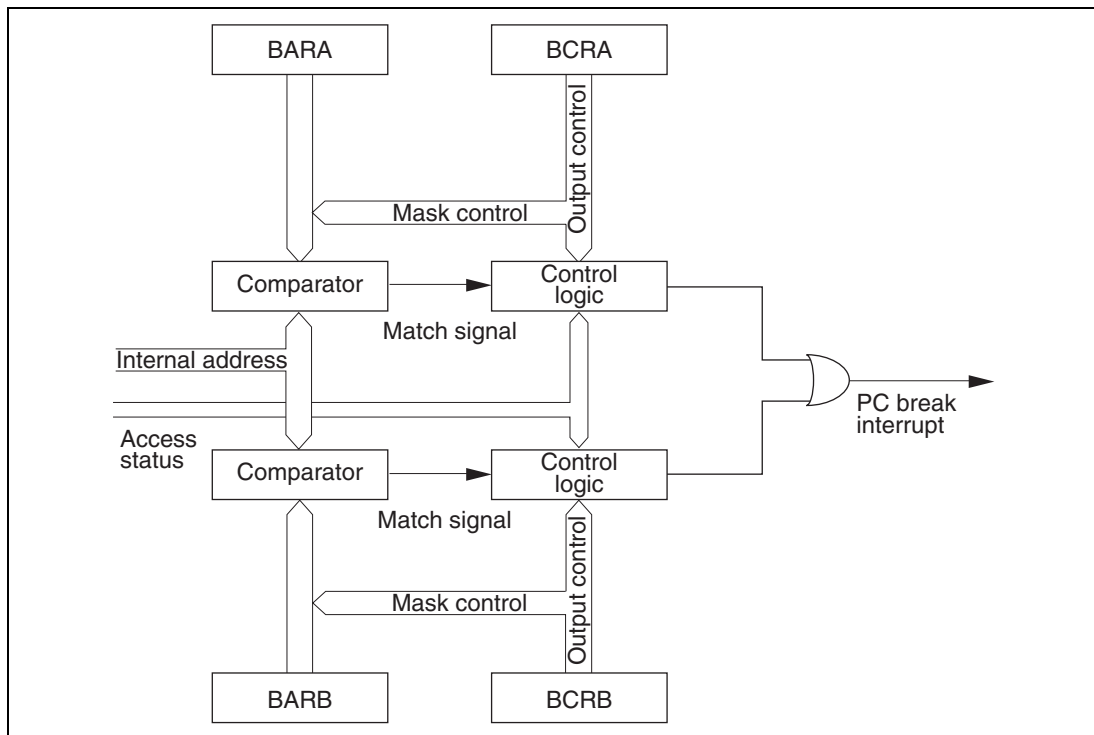 BARA
BCRA
Output control
Mask control
Comparator
Control
logic
Match signal
Internal address
Access
status
PC break
interrupt
Comparator
Control
logic
Match signal
Mask control
Output control
BARB
BCRB